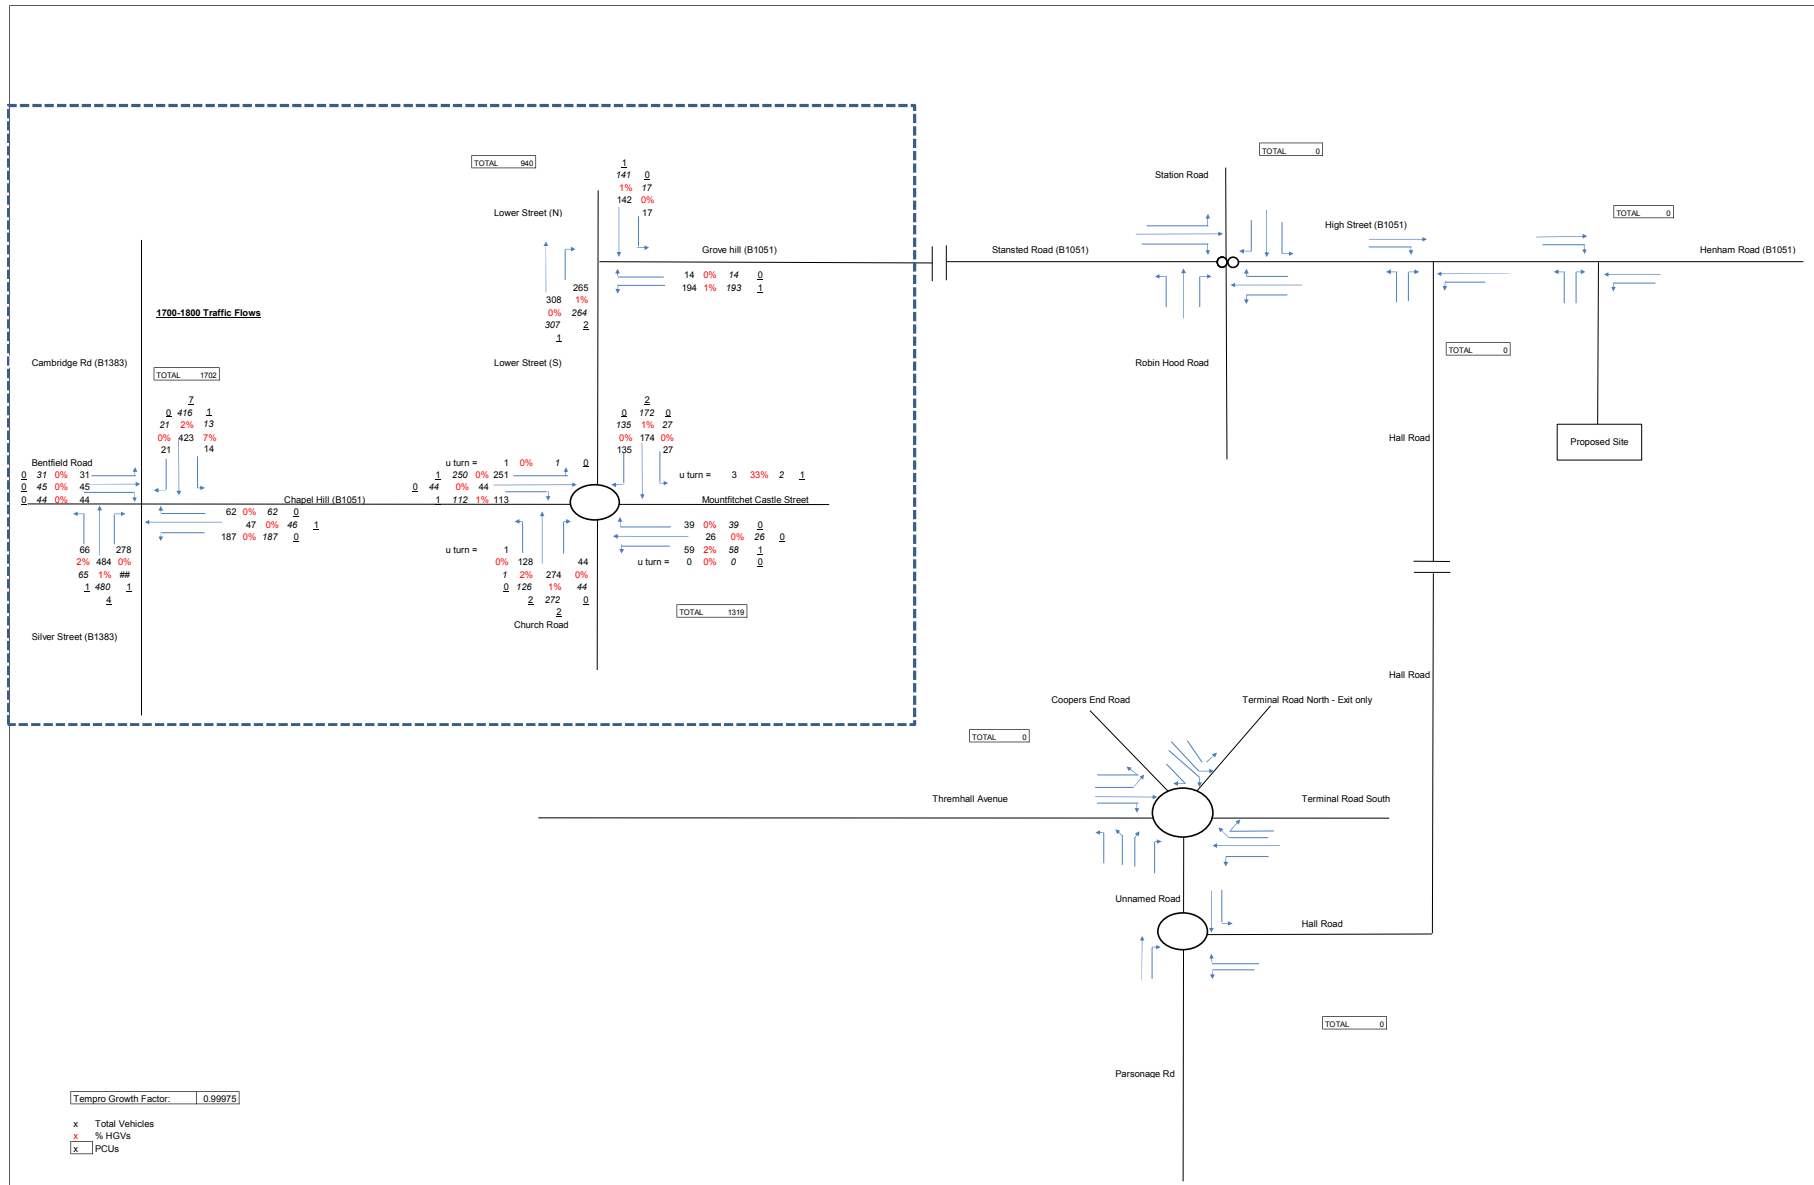 TOTAL 940
1
141 0
1% 17
142 0%
17
Lower Street (N)
Grove hill (B1051)
14 0% 14 0
194 1% 193 1
265
308 1%
0% 264
307 2
1
Lower Street (S)
1700-1800 Traffic Flows
Cambridge Rd (B1383)
TOTAL 1702
7
0 416 1
21 2% 13
0% 423 7%
21 14
Bentfield Road
0 31 0% 31
0 45 0% 45
0 44 0% 44
Chapel Hill (B1051)
62 0% 62 0
47 0% 46 1
187 0% 187 0
66 278
2% 484 0%
65 1% ##
1 480 1
4
Silver Street (B1383)
2
0 172 0
135 1% 27
0% 174 0%
135 27
u turn = 1 0% 1 0
1 250 0% 251
0 44 0% 44
1 112 1% 113
u turn = 3 33% 2 1
Mountfitchet Castle Street
39 0% 39 0
26 0% 26 0
59 2% 58 1
u turn = 0 0% 0 0
u turn = 1
0% 128 44
1 2% 274 0%
0 126 1% 44
2 272 0
2
Church Road
TOTAL 1319
TOTAL 0
Station Road
Stansted Road (B1051)
High Street (B1051)
TOTAL 0
Henham Road (B1051)
Robin Hood Road
TOTAL 0
Hall Road
Proposed Site
Hall Road
Coopers End Road
Terminal Road North - Exit only
TOTAL 0
Thremhall Avenue
Terminal Road South
Unnamed Road
Hall Road
TOTAL 0
Parsonage Rd
Tempro Growth Factor: 0.99975
x Total Vehicles
x % HGVs
x PCUs